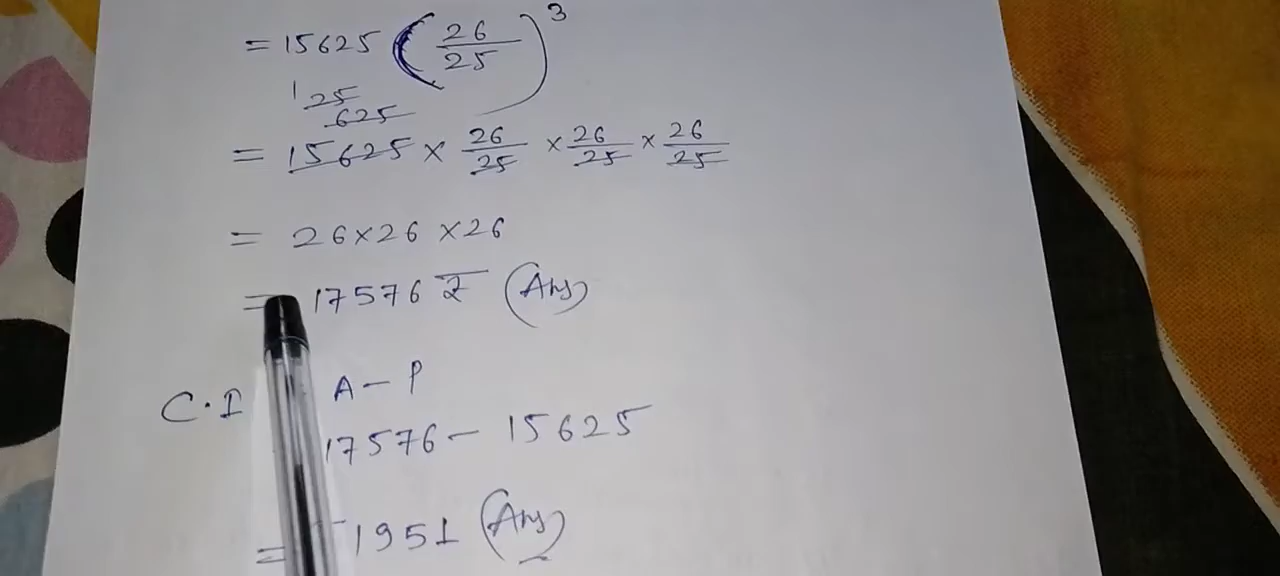 = 15625 (26/25)^3
1 25
625
= 15625 × 26/25 × 26/25 × 26/25
= 26×26×26
= 17576 ₹ (Ans)
C.I A – P
17576 – 15625
= 1951 (Ans)